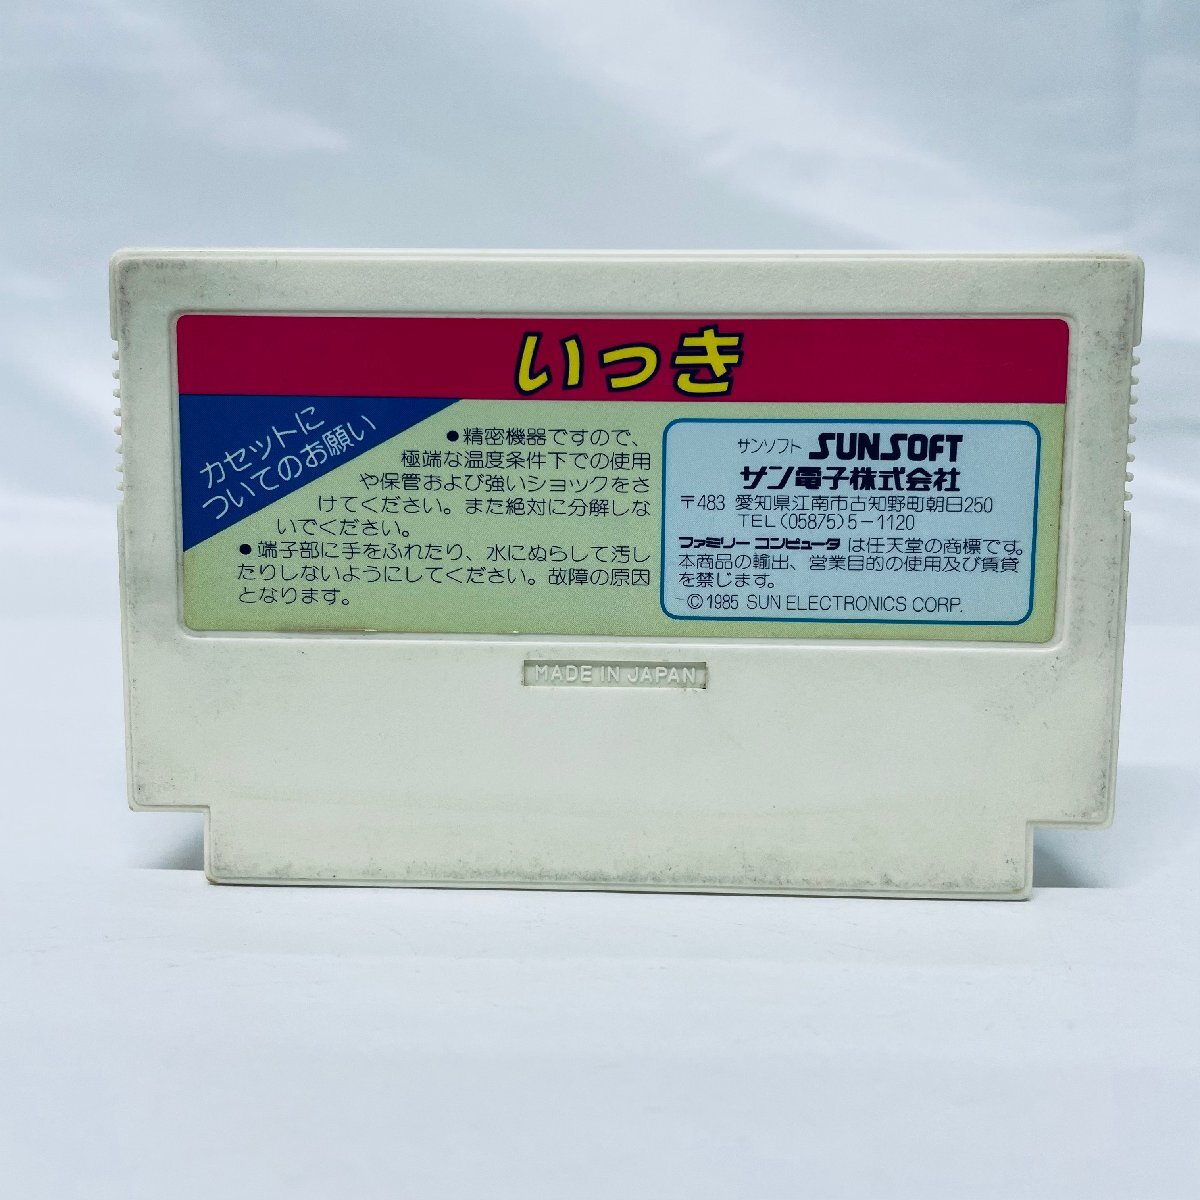 いっき
カセットに
ついてのお願い
●精密機器ですので、
極端な温度条件下での使用
や保管および強いショックをさ
けてください。また絶対に分解しな
いでください。
●端子部に手をふれたり、水にぬらして汚し
たりしないようにしてください。故障の原因
となります。
サンソフト SUNSOFT
サン電子株式会社
〒483 愛知県江南市古知野町朝日250
TEL(05875)5-1120
ファミリーコンピュータ は任天堂の商標です。
本商品の輸出、営業目的の使用及び賃貸
を禁じます。
©1985 SUN ELECTRONICS CORP.
MADE IN JAPAN